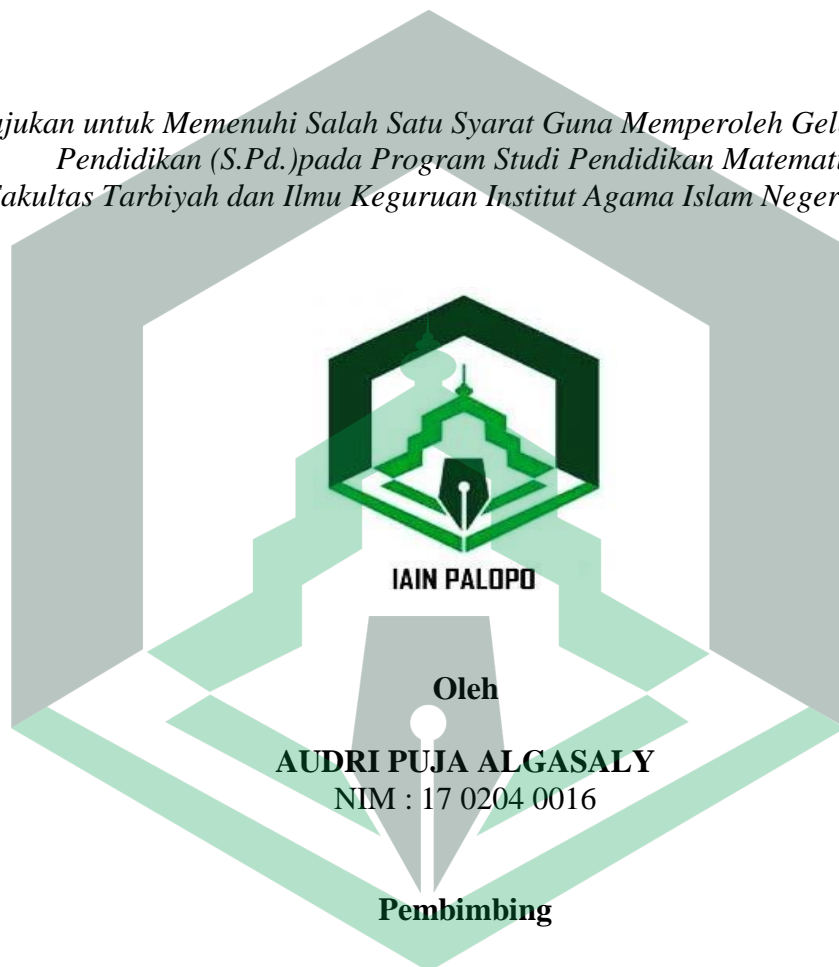 ajukan untuk Memenuhi Salah Satu Syarat Guna Memperoleh Gel
Pendidikan (S.Pd.)pada Program Studi Pendidikan Matemat
Fakultas Tarbiyah dan Ilmu Keguruan Institut Agama Islam Neger
IAIN PALOPO
Oleh
AUDRI PUJA ALGASALY
NIM : 17 0204 0016
Pembimbing